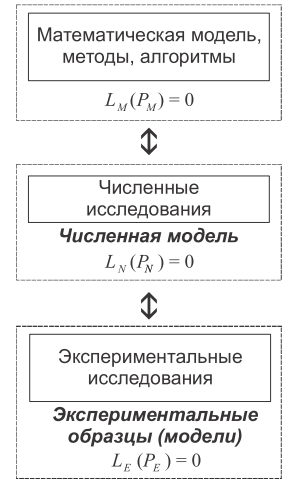 Математическая модель,
методы, алгоритмы
L_M(P_M) = 0
Численные
исследования
Численная модель
L_N(P_N) = 0
Экспериментальные
исследования
Экспериментальные
образцы (модели)
L_E(P_E) = 0